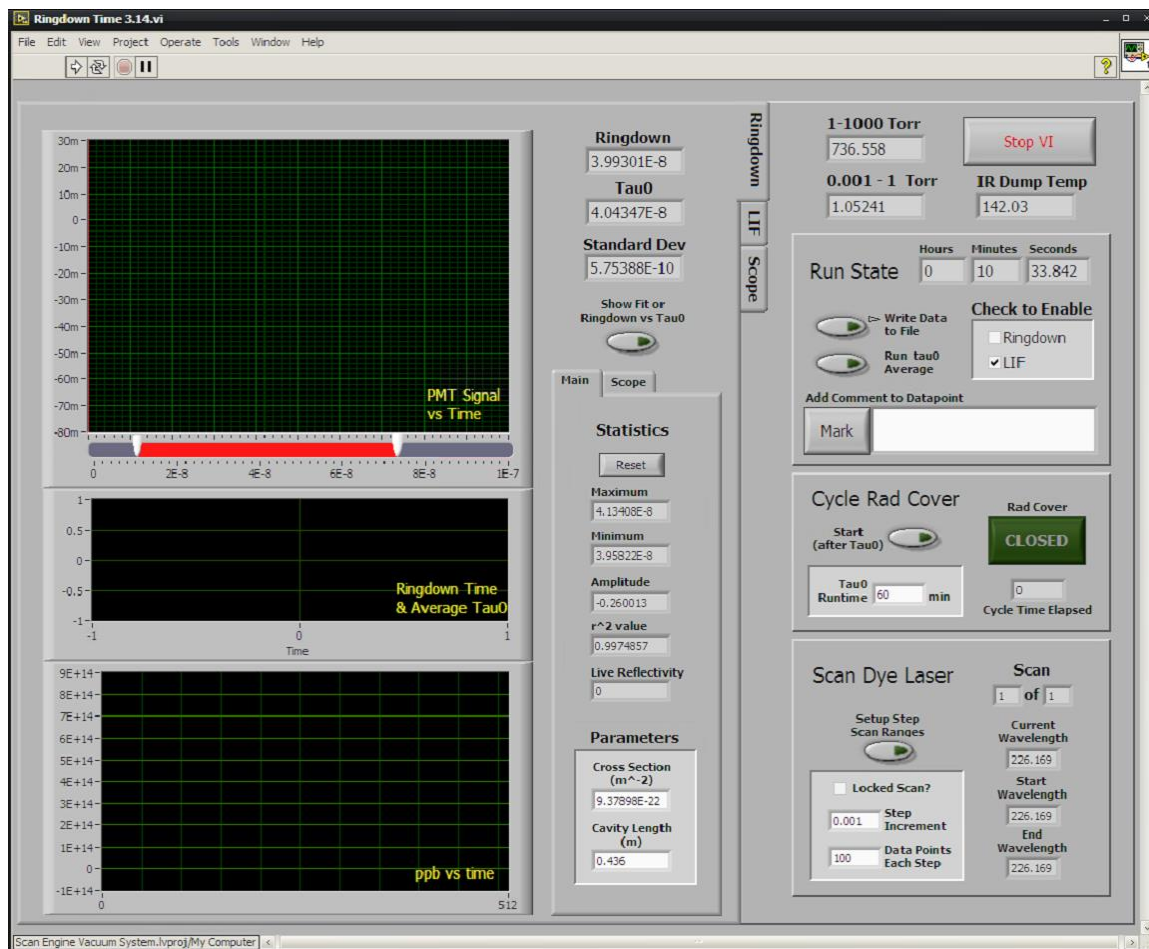 Ringdown Time 3.14.vi
File Edit View Project Operate Tools Window Help
30m
20m
10m
0
-10m
-20m
-30m
-40m
-50m
-60m
-70m
-80m
PMT Signal
vs Time
0 2E-8 4E-8 6E-8 8E-8 1E-7
1
0.5
0
-0.5
-1
Ringdown Time
& Average Tau0
-1 0 1
Time
9E+14
8E+14
7E+14
6E+14
5E+14
4E+14
3E+14
2E+14
1E+14
0
-1E+14
ppb vs time
0 512
Ringdown
3.99301E-8
Tau0
4.04347E-8
Standard Dev
5.75388E-10
Show Fit or
Ringdown vs Tau0
Main Scope
Statistics
Reset
Maximum
4.13408E-8
Minimum
3.95822E-8
Amplitude
-0.260013
r^2 value
0.9974857
Live Reflectivity
0
Parameters
Cross Section
(m^-2)
9.37898E-22
Cavity Length
(m)
0.436
Ringdown
LIF
Scope
1-1000 Torr
736.558
Stop VI
0.001 - 1 Torr
1.05241
IR Dump Temp
142.03
Run State
Hours Minutes Seconds
0 10 33.842
Write Data
to File
Run tau0
Average
Check to Enable
Ringdown
LIF
Add Comment to Datapoint
Mark
Cycle Rad Cover
Start
(after Tau0)
Rad Cover
CLOSED
Tau0
Runtime 60 min
0
Cycle Time Elapsed
Scan Dye Laser
Scan
1 of 1
Setup Step
Scan Ranges
Locked Scan?
0.001 Step
Increment
100 Data Points
Each Step
Current
Wavelength
226.169
Start
Wavelength
226.169
End
Wavelength
226.169
Scan Engine Vacuum System.lvproj/My Computer